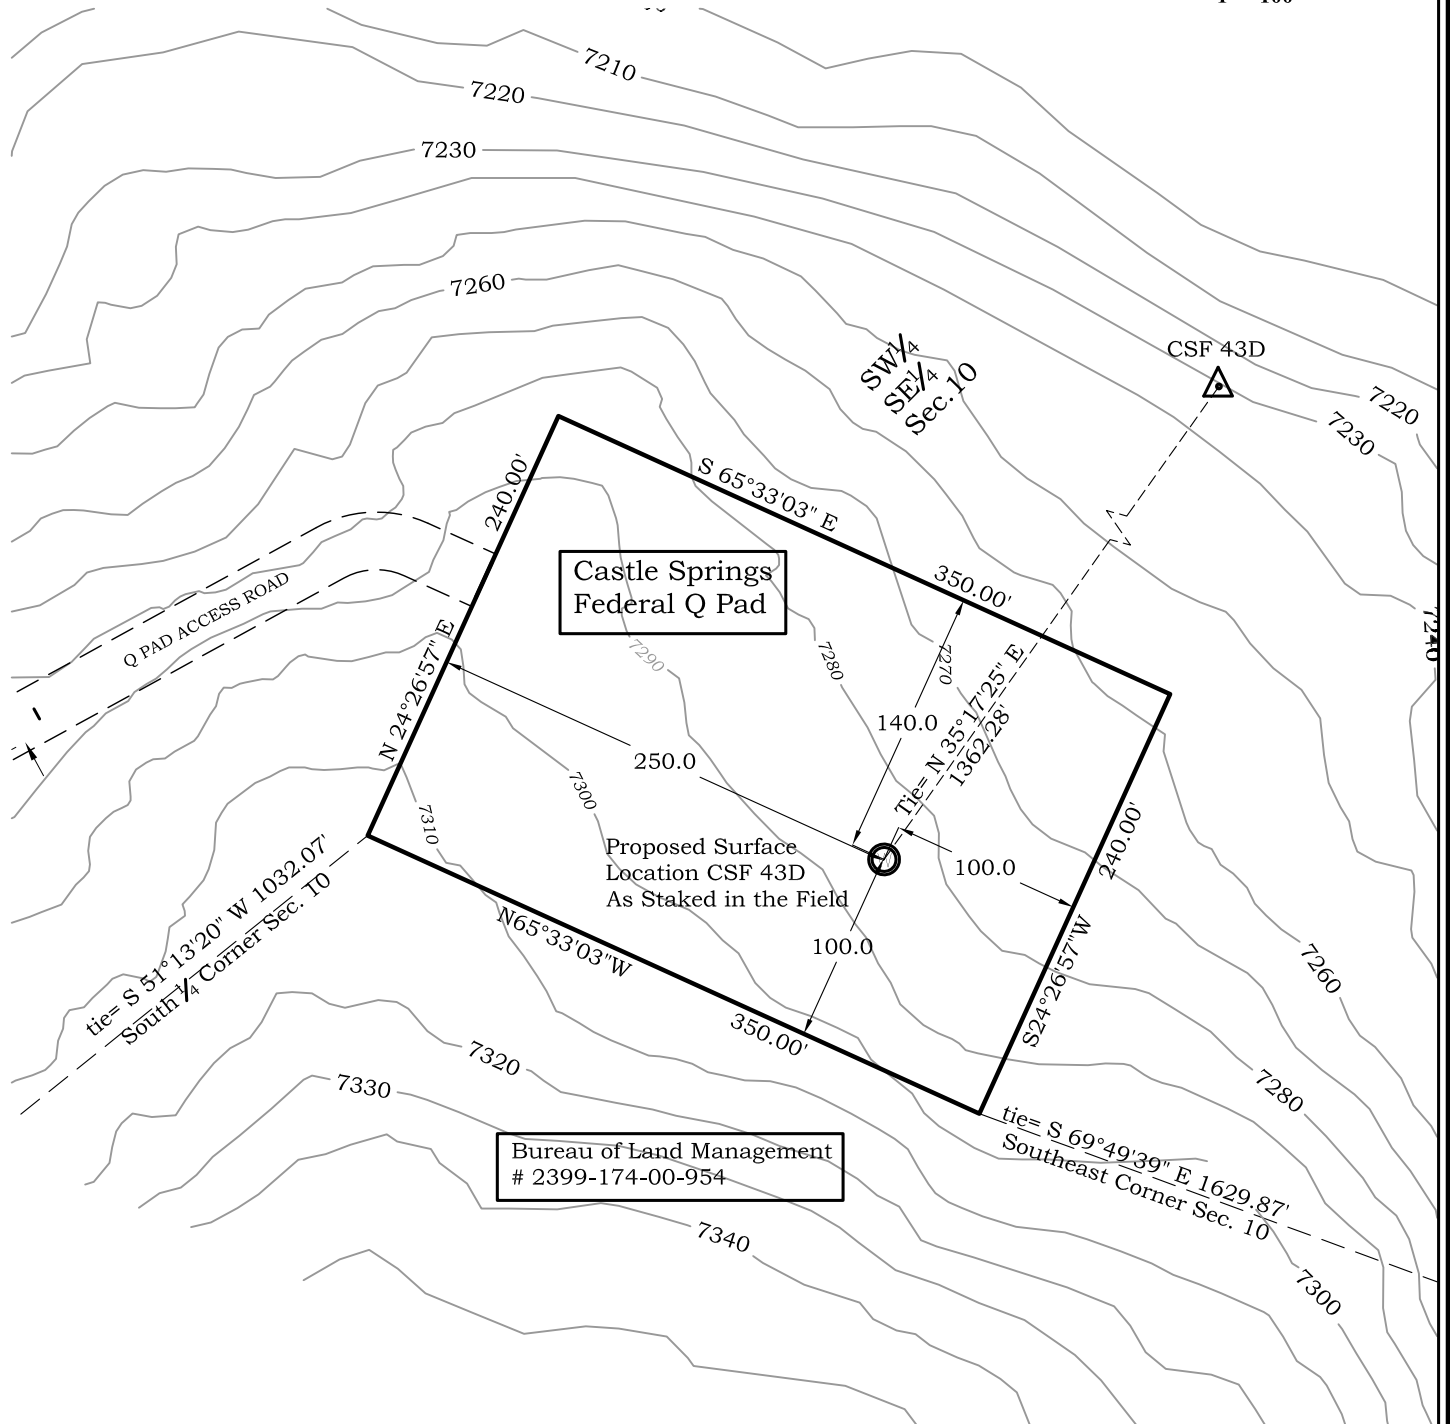 7210
7220
7230
7260
CSF 43D
SW¼
SE¼
Sec.10
7220
7230
240.00'
S 65°33'03" E
350.00'
Castle Springs
Federal Q Pad
Q PAD ACCESS ROAD
7240
N 24°26'57" E
7290
7280
7270
Tie= N 35°17'25" E
1362.28'
140.0
250.0
7300
7310
Proposed Surface
Location CSF 43D
As Staked in the Field
100.0
100.0
240.00'
S24°26'57"W
N65°33'03"W
350.00'
tie= S 51°13'20" W 1032.07'
South ¼ Corner Sec. 10
7260
7280
7320
7330
tie= S 69°49'39" E 1629.87'
Southeast Corner Sec. 10
Bureau of Land Management
# 2399-174-00-954
7340
7300